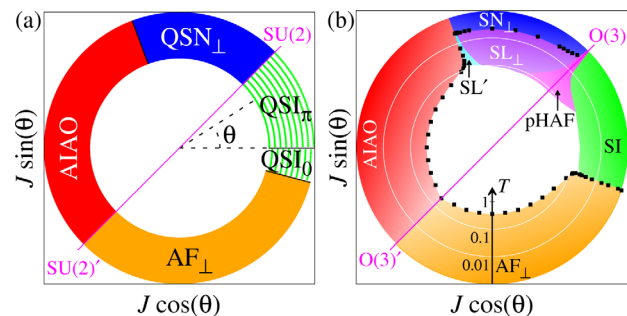 (a)
QSN⊥
SU(2)
QSIπ
θ
QSI0
AIAO
AF⊥
SU(2)′
J sin(θ)
J cos(θ)
(b)
SN⊥
O(3)
SL⊥
SL′
pHAF
AIAO
SI
T
1
0.1
0.01
AF⊥
O(3)′
J sin(θ)
J cos(θ)